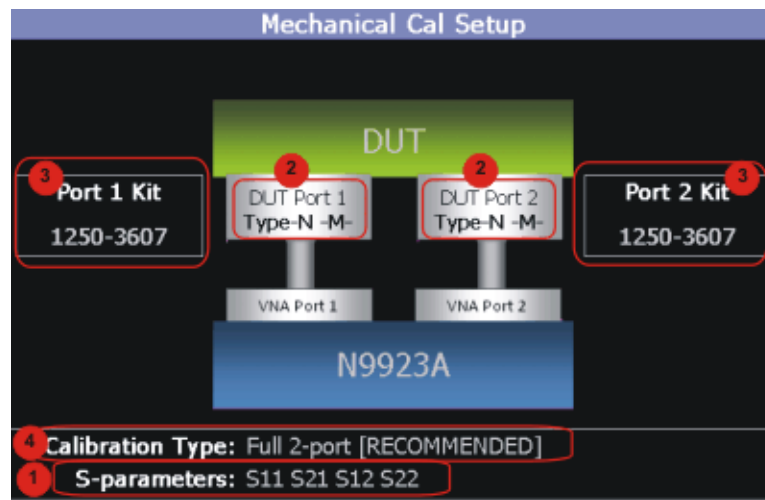 Mechanical Cal Setup
DUT
3
Port 1 Kit
1250-3607
2
DUT Port 1
Type-N -M-
2
DUT Port 2
Type-N -M-
3
Port 2 Kit
1250-3607
VNA Port 1
VNA Port 2
N9923A
4 Calibration Type: Full 2-port [RECOMMENDED]
1 S-parameters: S11 S21 S12 S22